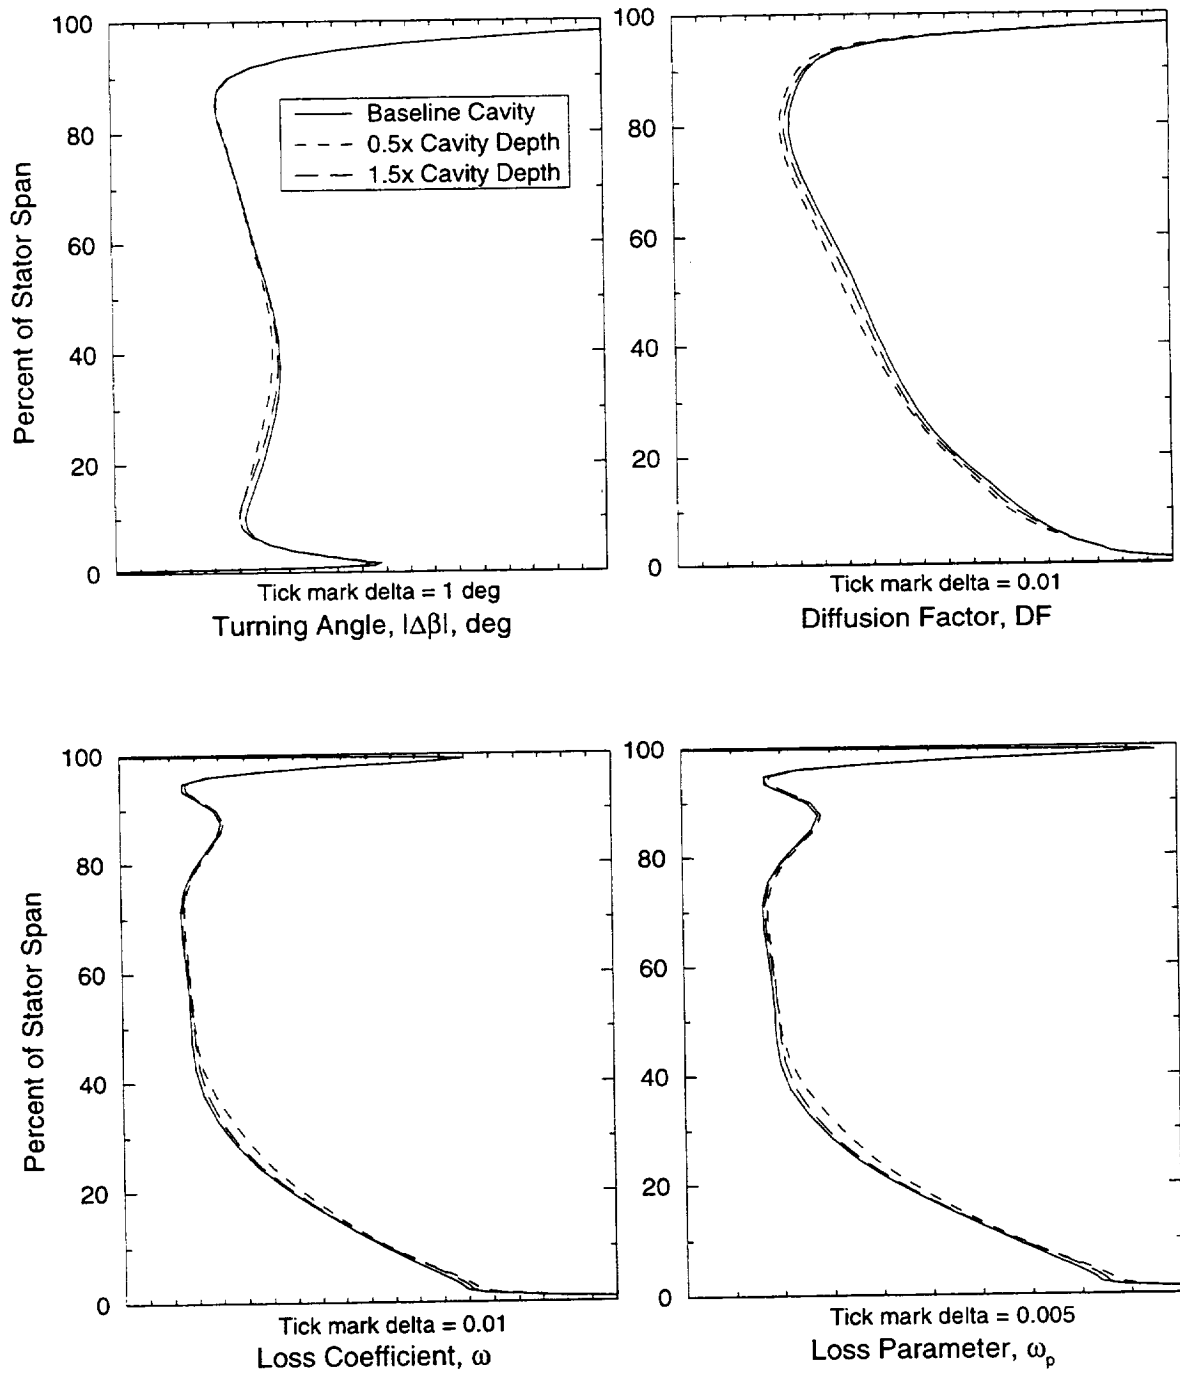 100
80
60
40
20
0
Percent of Stator Span
Baseline Cavity
0.5x Cavity Depth
1.5x Cavity Depth
Tick mark delta = 1 deg
Turning Angle, |Δβ|, deg
100
80
60
40
20
0
Tick mark delta = 0.01
Diffusion Factor, DF
100
80
60
40
20
0
Percent of Stator Span
Tick mark delta = 0.01
Loss Coefficient, ω
100
80
60
40
20
0
Tick mark delta = 0.005
Loss Parameter, ωp